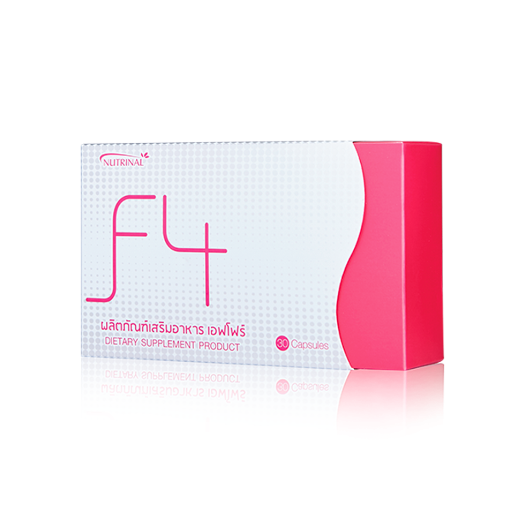 NUTRINAL
F4
ผลิตภัณฑ์เสริมอาหาร เอฟโฟร์
DIETARY SUPPLEMENT PRODUCT
30 Capsules